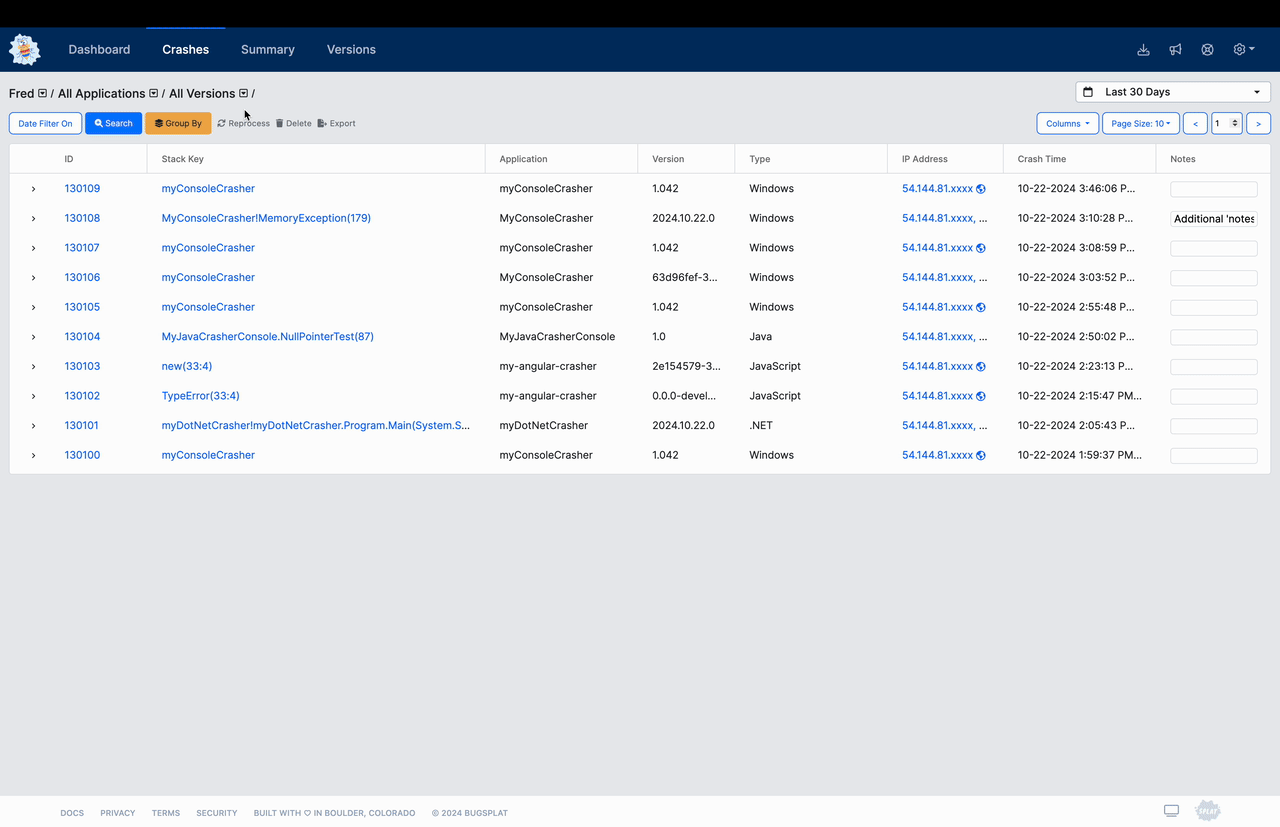 Dashboard Crashes Summary Versions
Fred / All Applications / All Versions / Last 30 Days
Date Filter On Search Group By Reprocess Delete Export Columns Page Size: 10 < 1 >
ID Stack Key Application Version Type IP Address Crash Time Notes
130109 myConsoleCrasher myConsoleCrasher 1.042 Windows 54.144.81.xxxx 10-22-2024 3:46:06 P...
130108 MyConsoleCrasher!MemoryException(179) MyConsoleCrasher 2024.10.22.0 Windows 54.144.81.xxxx, ... 10-22-2024 3:10:28 P... Additional 'notes
130107 myConsoleCrasher myConsoleCrasher 1.042 Windows 54.144.81.xxxx 10-22-2024 3:08:59 P...
130106 myConsoleCrasher MyConsoleCrasher 63d96fef-3... Windows 54.144.81.xxxx, ... 10-22-2024 3:03:52 P...
130105 myConsoleCrasher myConsoleCrasher 1.042 Windows 54.144.81.xxxx 10-22-2024 2:55:48 P...
130104 MyJavaCrasherConsole.NullPointerTest(87) MyJavaCrasherConsole 1.0 Java 54.144.81.xxxx, ... 10-22-2024 2:50:02 P...
130103 new(33:4) my-angular-crasher 2e154579-3... JavaScript 54.144.81.xxxx 10-22-2024 2:23:13 P...
130102 TypeError(33:4) my-angular-crasher 0.0.0-devel... JavaScript 54.144.81.xxxx 10-22-2024 2:15:47 PM...
130101 myDotNetCrasher!myDotNetCrasher.Program.Main(System.S... myDotNetCrasher 2024.10.22.0 .NET 54.144.81.xxxx, ... 10-22-2024 2:05:43 P...
130100 myConsoleCrasher myConsoleCrasher 1.042 Windows 54.144.81.xxxx 10-22-2024 1:59:37 PM...
DOCS PRIVACY TERMS SECURITY BUILT WITH ♡ IN BOULDER, COLORADO © 2024 BUGSPLAT